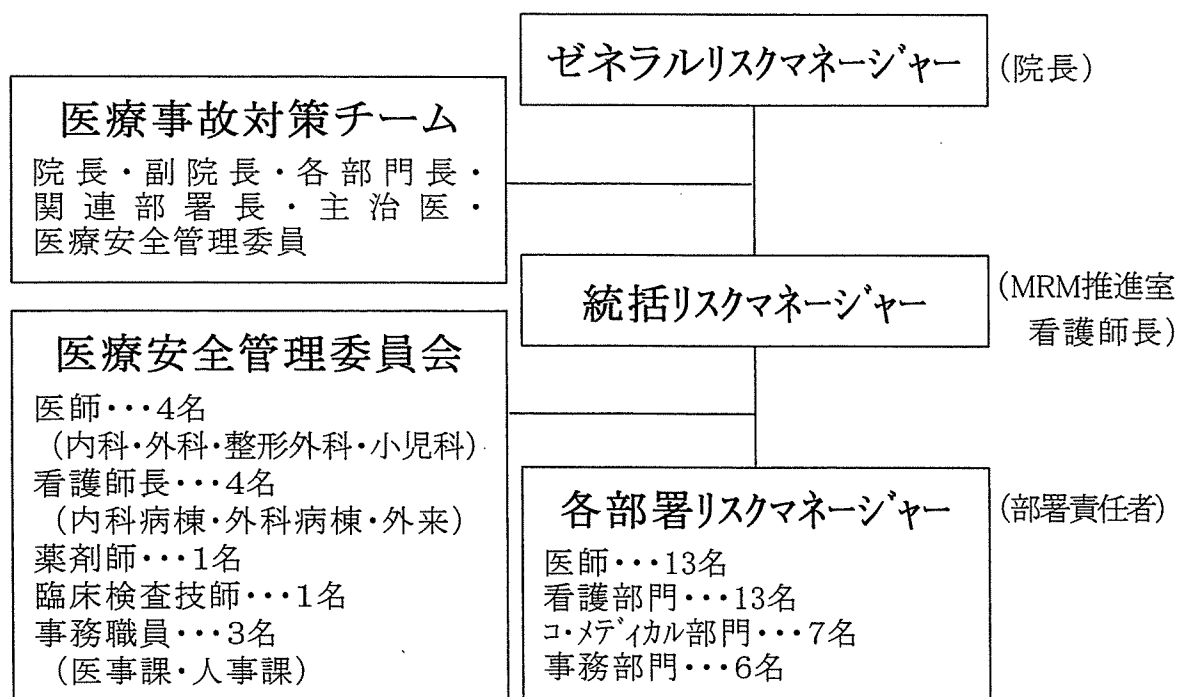 ゼネラルリスクマネージャー (院長)
医療事故対策チーム
院長・副院長・各部門長・
関連部署長・主治医・
医療安全管理委員
統括リスクマネージャー (MRM推進室
看護師長)
医療安全管理委員会
医師・・・4名
(内科・外科・整形外科・小児科)
看護師長・・・4名
(内科病棟・外科病棟・外来)
薬剤師・・・1名
臨床検査技師・・・1名
事務職員・・・3名
(医事課・人事課)
各部署リスクマネージャー (部署責任者)
医師・・・13名
看護部門・・・13名
コ・メディカル部門・・・7名
事務部門・・・6名